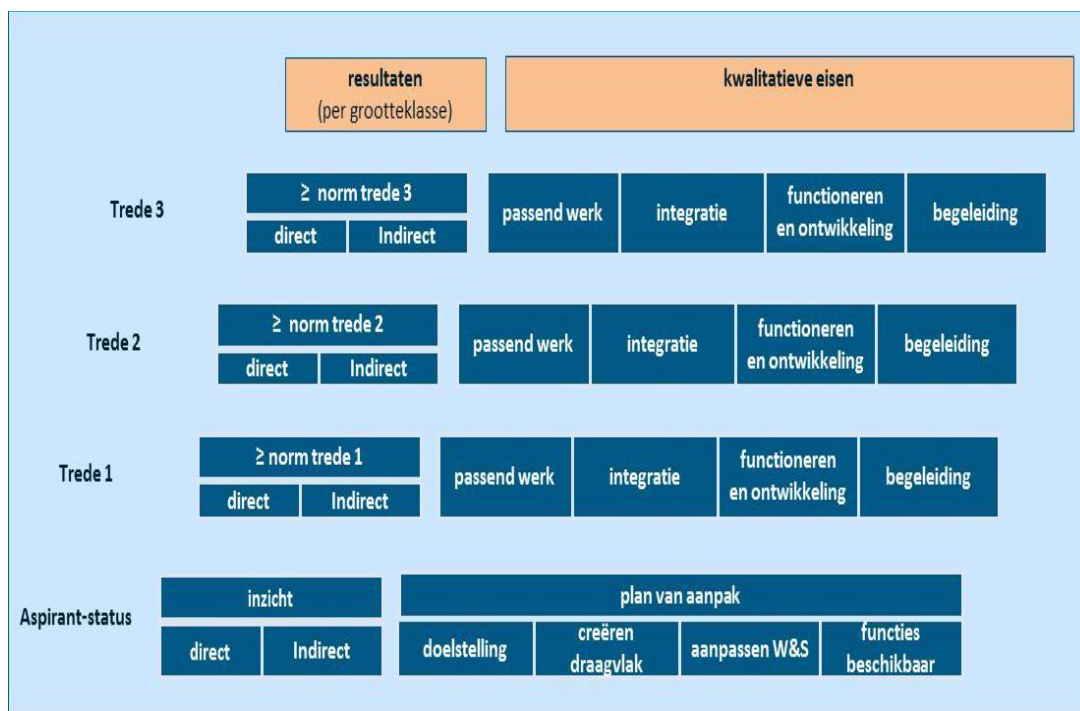 resultaten
(per grootteklasse)
kwalitatieve eisen
Trede 3
≥ norm trede 3
direct
Indirect
passend werk
integratie
functioneren
en ontwikkeling
begeleiding
Trede 2
≥ norm trede 2
direct
Indirect
passend werk
integratie
functioneren
en ontwikkeling
begeleiding
Trede 1
≥ norm trede 1
direct
Indirect
passend werk
integratie
functioneren
en ontwikkeling
begeleiding
Aspirant-status
inzicht
direct
Indirect
plan van aanpak
doelstelling
creëren
draagvlak
aanpassen W&S
functies
beschikbaar